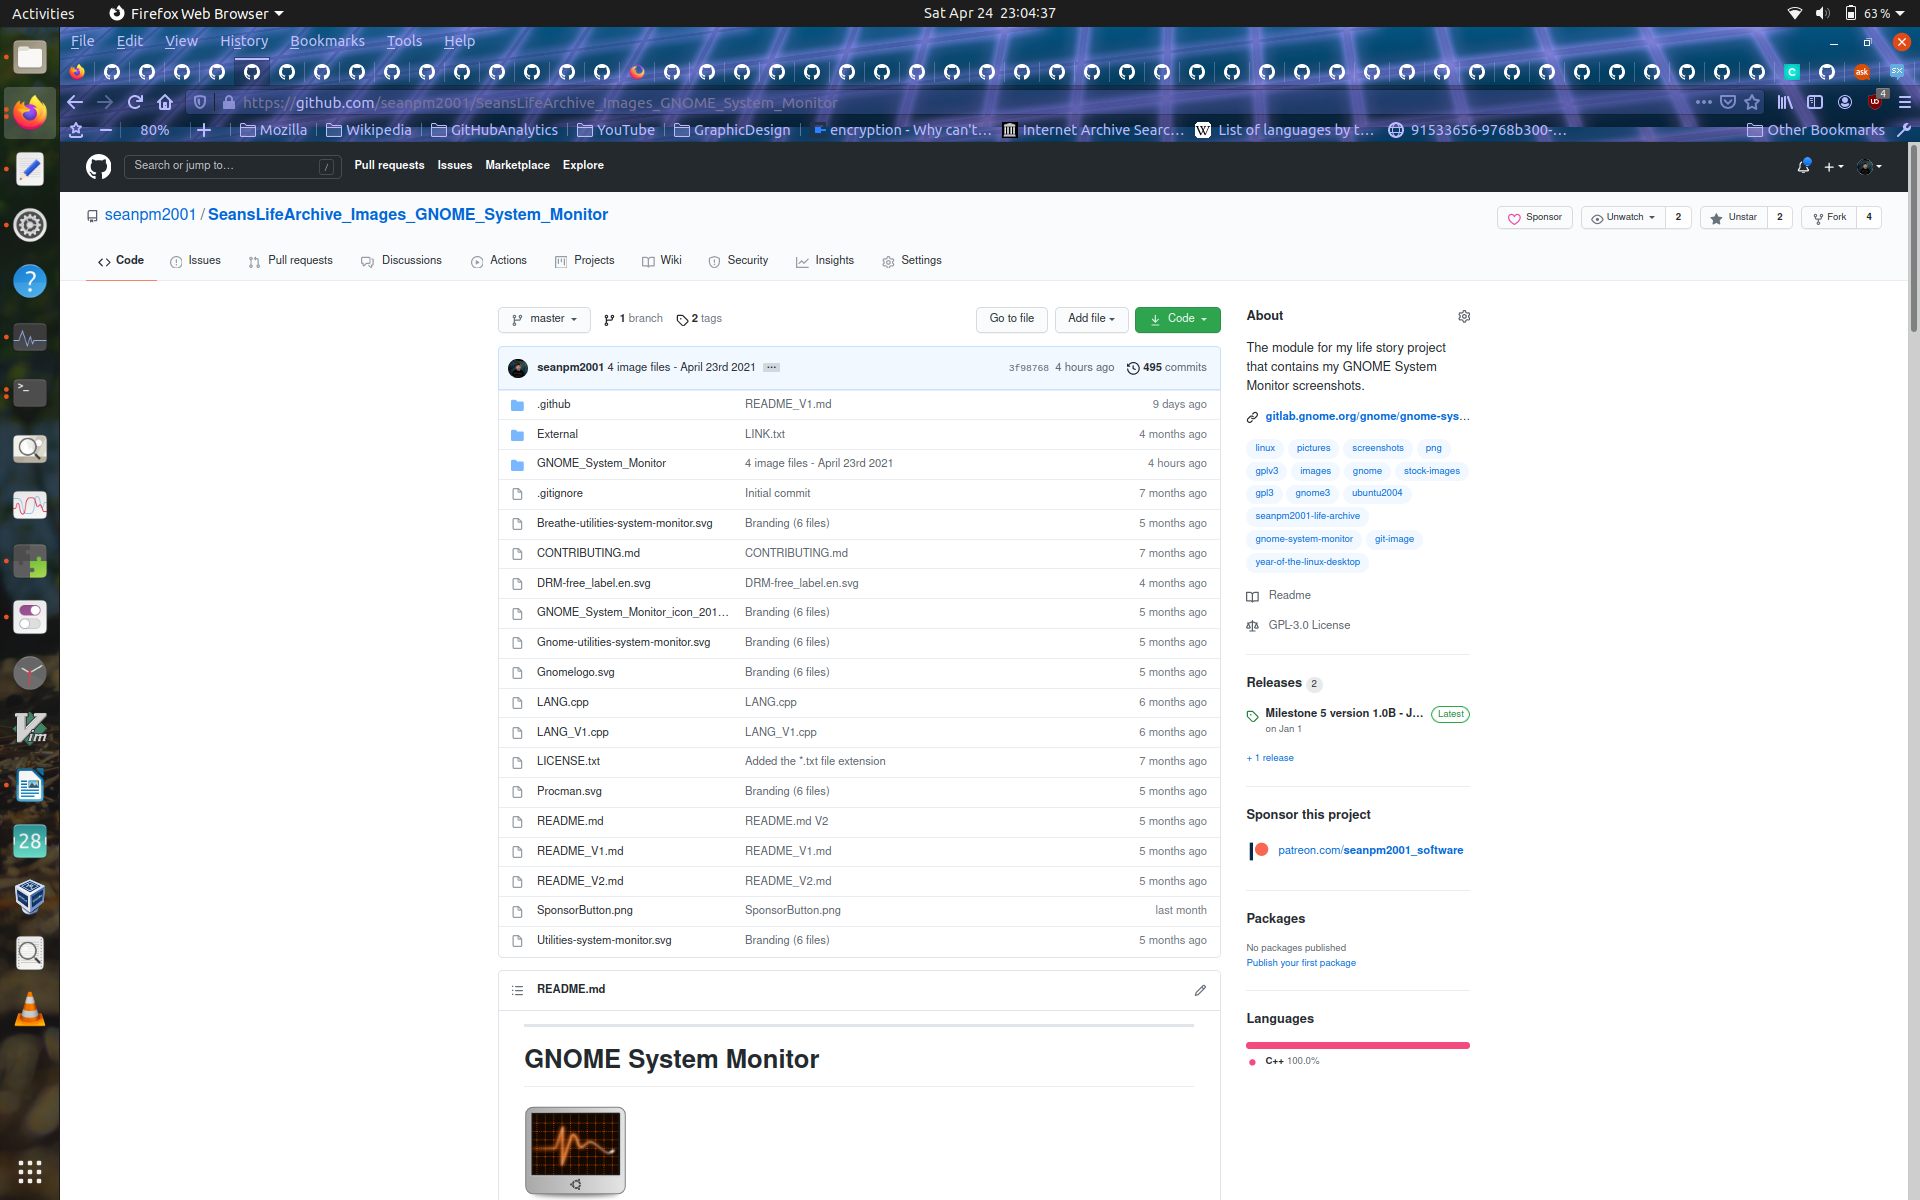 Activities Firefox Web Browser Sat Apr 24 23:04:37 63 %
File Edit View History Bookmarks Tools Help
https://github.com/seanpm2001/SeansLifeArchive_Images_GNOME_System_Monitor 4
80% Mozilla Wikipedia GitHubAnalytics YouTube GraphicDesign encryption - Why can't… Internet Archive Searc… List of languages by t… 91533656-9768b300-… Other Bookmarks
Search or jump to… / Pull requests Issues Marketplace Explore
seanpm2001 / SeansLifeArchive_Images_GNOME_System_Monitor Sponsor Unwatch 2 Unstar 2 Fork 4
Code Issues Pull requests Discussions Actions Projects Wiki Security Insights Settings
master 1 branch 2 tags Go to file Add file Code
seanpm2001 4 image files - April 23rd 2021 ... 3f98768 4 hours ago 495 commits
.github README_V1.md 9 days ago
External LINK.txt 4 months ago
GNOME_System_Monitor 4 image files - April 23rd 2021 4 hours ago
.gitignore Initial commit 7 months ago
Breathe-utilities-system-monitor.svg Branding (6 files) 5 months ago
CONTRIBUTING.md CONTRIBUTING.md 7 months ago
DRM-free_label.en.svg DRM-free_label.en.svg 4 months ago
GNOME_System_Monitor_icon_201… Branding (6 files) 5 months ago
Gnome-utilities-system-monitor.svg Branding (6 files) 5 months ago
Gnomelogo.svg Branding (6 files) 5 months ago
LANG.cpp LANG.cpp 6 months ago
LANG_V1.cpp LANG_V1.cpp 6 months ago
LICENSE.txt Added the *.txt file extension 7 months ago
Procman.svg Branding (6 files) 5 months ago
README.md README.md V2 5 months ago
README_V1.md README_V1.md 5 months ago
README_V2.md README_V2.md 5 months ago
SponsorButton.png SponsorButton.png last month
Utilities-system-monitor.svg Branding (6 files) 5 months ago
README.md
GNOME System Monitor
About
The module for my life story project
that contains my GNOME System
Monitor screenshots.
gitlab.gnome.org/gnome/gnome-sys…
linux pictures screenshots png
gplv3 images gnome stock-images
gpl3 gnome3 ubuntu2004
seanpm2001-life-archive
gnome-system-monitor git-image
year-of-the-linux-desktop
Readme
GPL-3.0 License
Releases 2
Milestone 5 version 1.0B - J… Latest
on Jan 1
+ 1 release
Sponsor this project
patreon.com/seanpm2001_software
Packages
No packages published
Publish your first package
Languages
C++ 100.0%
28